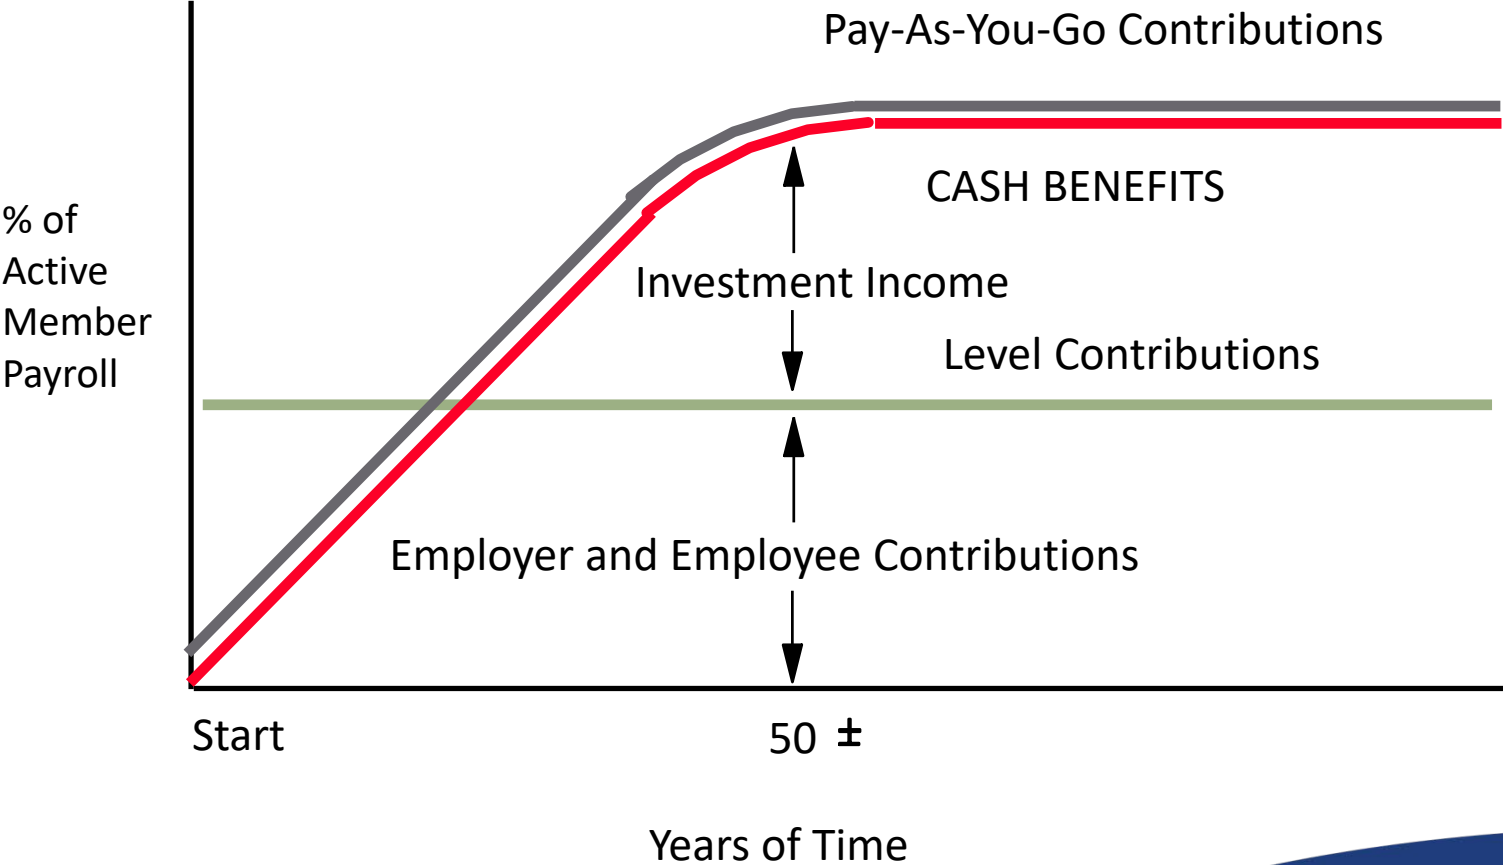 Pay-As-You-Go Contributions
CASH BENEFITS
% of
Active
Member
Payroll
Investment Income
Level Contributions
Employer and Employee Contributions
Start
50 ±
Years of Time